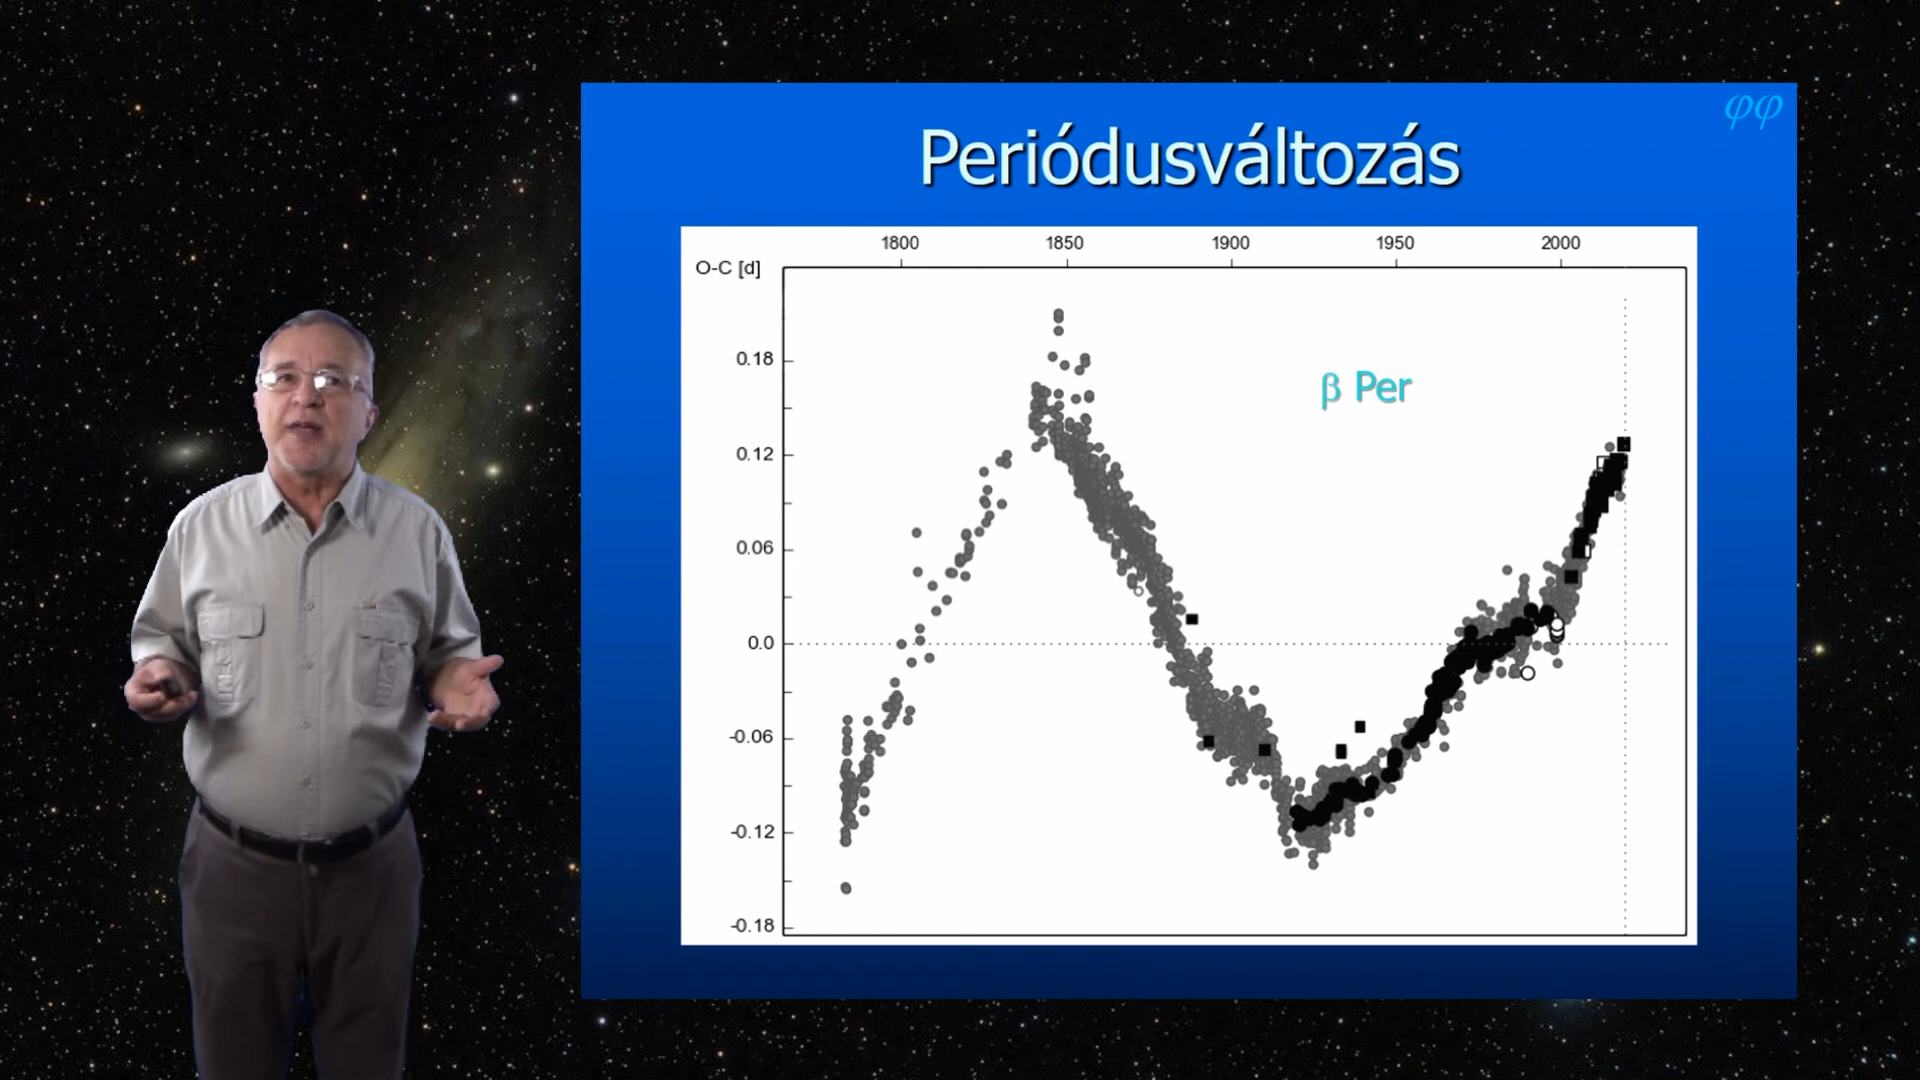 φφ
Periódusváltozás
1800 1850 1900 1950 2000
O-C [d]
0.18
β Per
0.12
0.06
0.0
-0.06
-0.12
-0.18